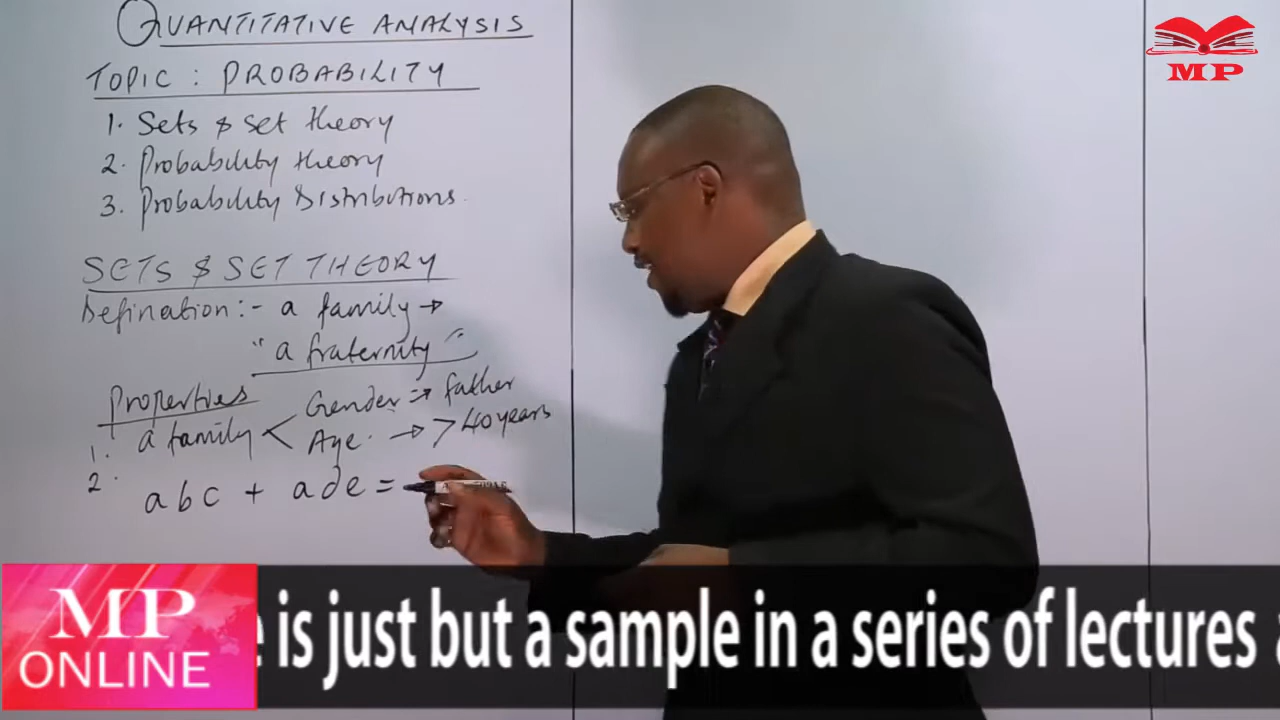 QUANTITATIVE ANALYSIS
TOPIC : PROBABILITY
1. Sets & set theory
2. Probability theory
3. Probability Distributions.
SETS & SET THEORY
Defination :- a family →
"a fraternity"
Properties
Gender => father
1. a family < Age. → > 40 years
2. abc + ade =
MP
MP
ONLINE
is just but a sample in a series of lectures